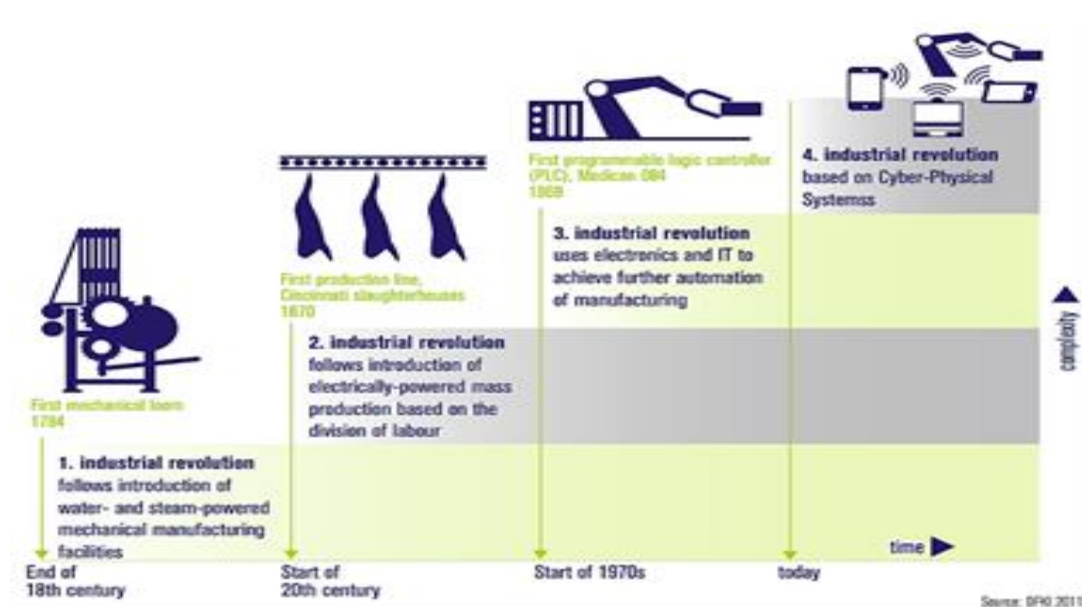 First mechanical loom
1784
1. industrial revolution
follows introduction of
water- and steam-powered
mechanical manufacturing
facilities
End of
18th century
First production line,
Cincinnati slaughterhouses
1870
2. industrial revolution
follows introduction of
electrically-powered mass
production based on the
division of labour
Start of
20th century
First programmable logic controller
(PLC), Modican 084
1969
3. industrial revolution
uses electronics and IT to
achieve further automation
of manufacturing
Start of 1970s
4. industrial revolution
based on Cyber-Physical
Systemss
today
time
complexity
Source: DFKI 2011